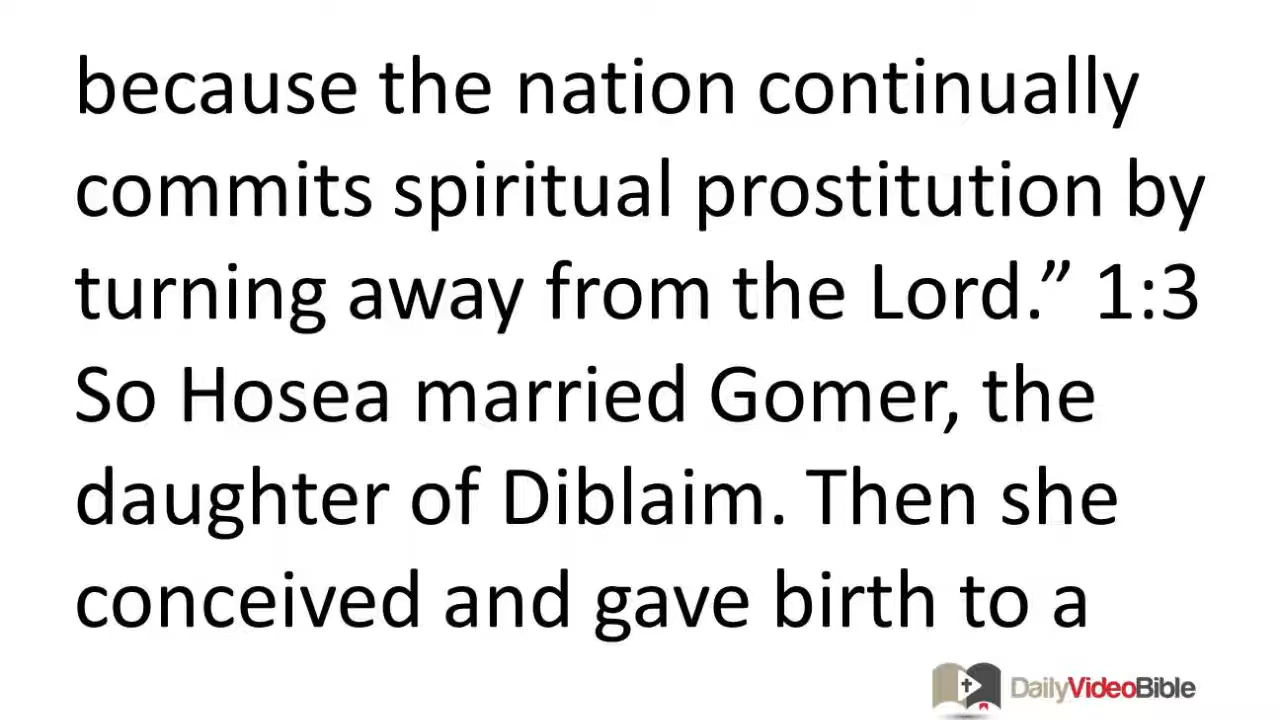 because the nation continually
commits spiritual prostitution by
turning away from the Lord.” 1:3
So Hosea married Gomer, the
daughter of Diblaim. Then she
conceived and gave birth to a
DailyVideoBible